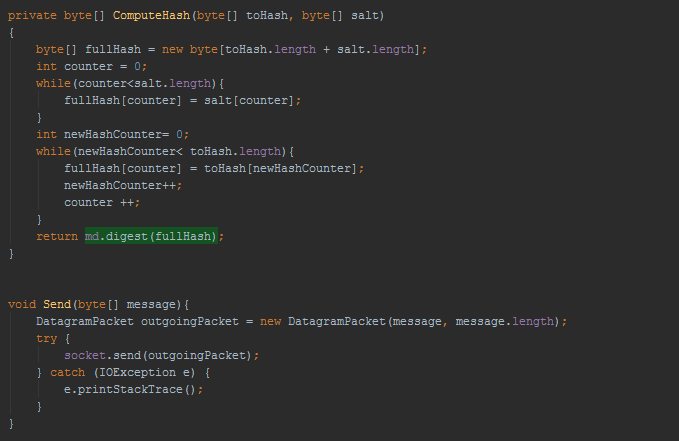 private byte[] ComputeHash(byte[] toHash, byte[] salt)
{
    byte[] fullHash = new byte[toHash.length + salt.length];
    int counter = 0;
    while(counter<salt.length){
        fullHash[counter] = salt[counter];
    }
    int newHashCounter= 0;
    while(newHashCounter< toHash.length){
        fullHash[counter] = toHash[newHashCounter];
        newHashCounter++;
        counter ++;
    }
    return md.digest(fullHash);
}
void Send(byte[] message){
    DatagramPacket outgoingPacket = new DatagramPacket(message, message.length);
    try {
        socket.send(outgoingPacket);
    } catch (IOException e) {
        e.printStackTrace();
    }
}